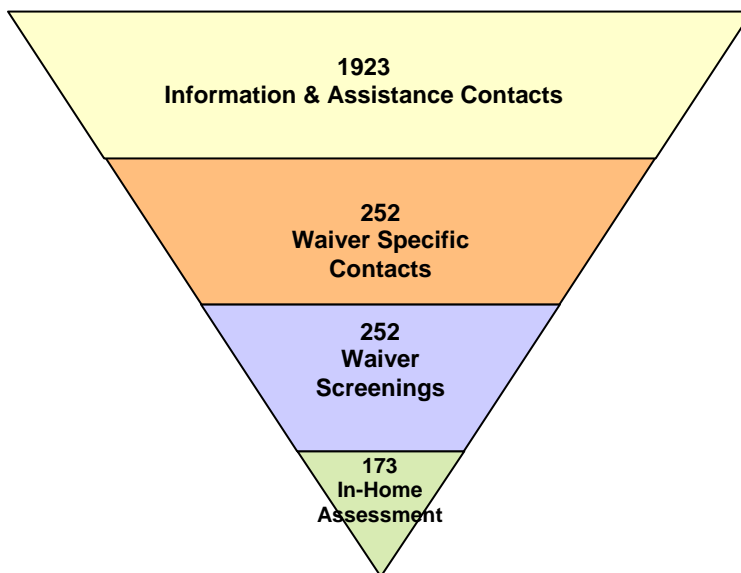 1923
Information & Assistance Contacts
252
Waiver Specific
Contacts
252
Waiver
Screenings
173
In-Home
Assessment